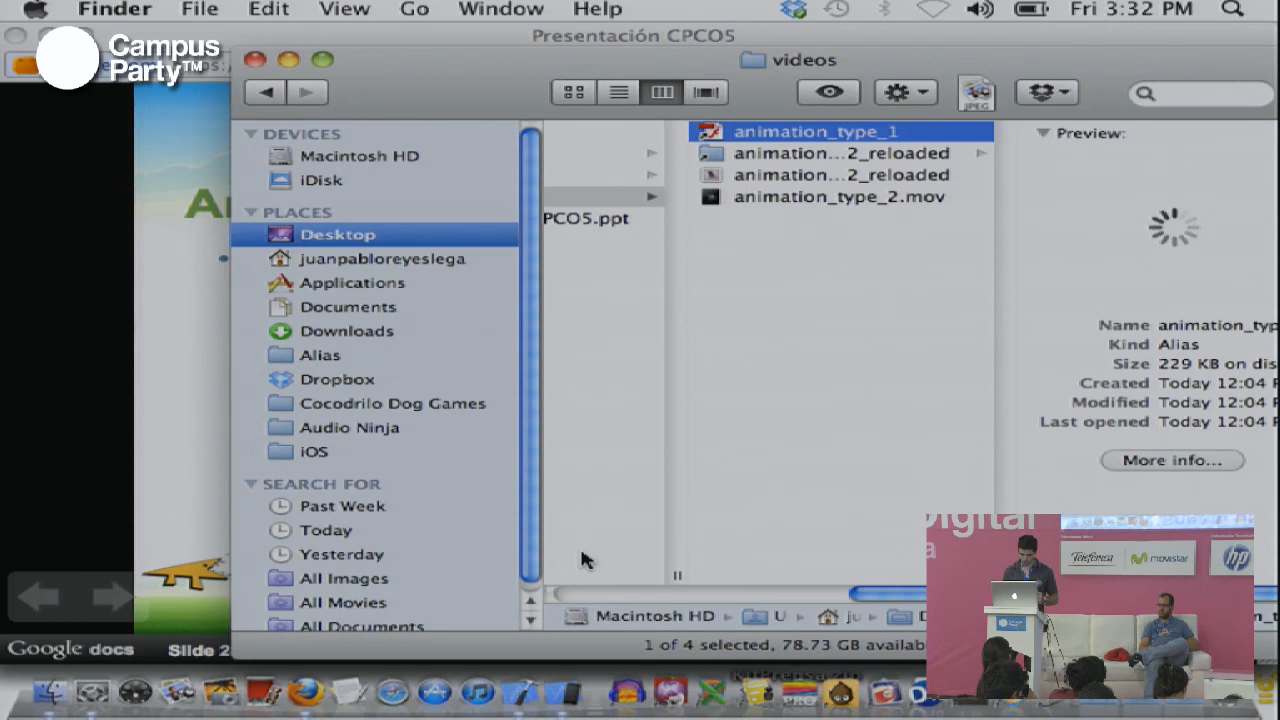 Finder File Edit View Go Window Help Fri 3:32 PM
Presentación CPCO5
Campus
Party™
videos
JPEG
DEVICES
Macintosh HD
iDisk
PLACES
Desktop
juanpabloreyeslega
Applications
Documents
Downloads
Alias
Dropbox
Cocodrilo Dog Games
Audio Ninja
iOS
SEARCH FOR
Past Week
Today
Yesterday
All Images
All Movies
All Documents
PCO5.ppt
animation_type_1
animation...2_reloaded
animation...2_reloaded
animation_type_2.mov
Preview:
Name animation_typ
Kind Alias
Size 229 KB on dis
Created Today 12:04 P
Modified Today 12:04 P
Last opened Today 12:04 P
More info...
Macintosh HD U ju
1 of 4 selected, 78.73 GB availab
Google docs Slide 2
Digital
Telefónica movistar hp